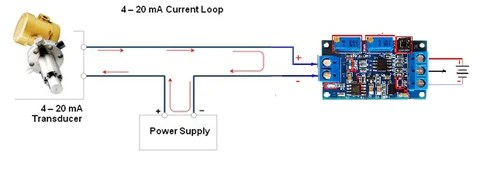 4 – 20 mA Current Loop
+
-
4 – 20 mA
Transducer
+
–
Power Supply